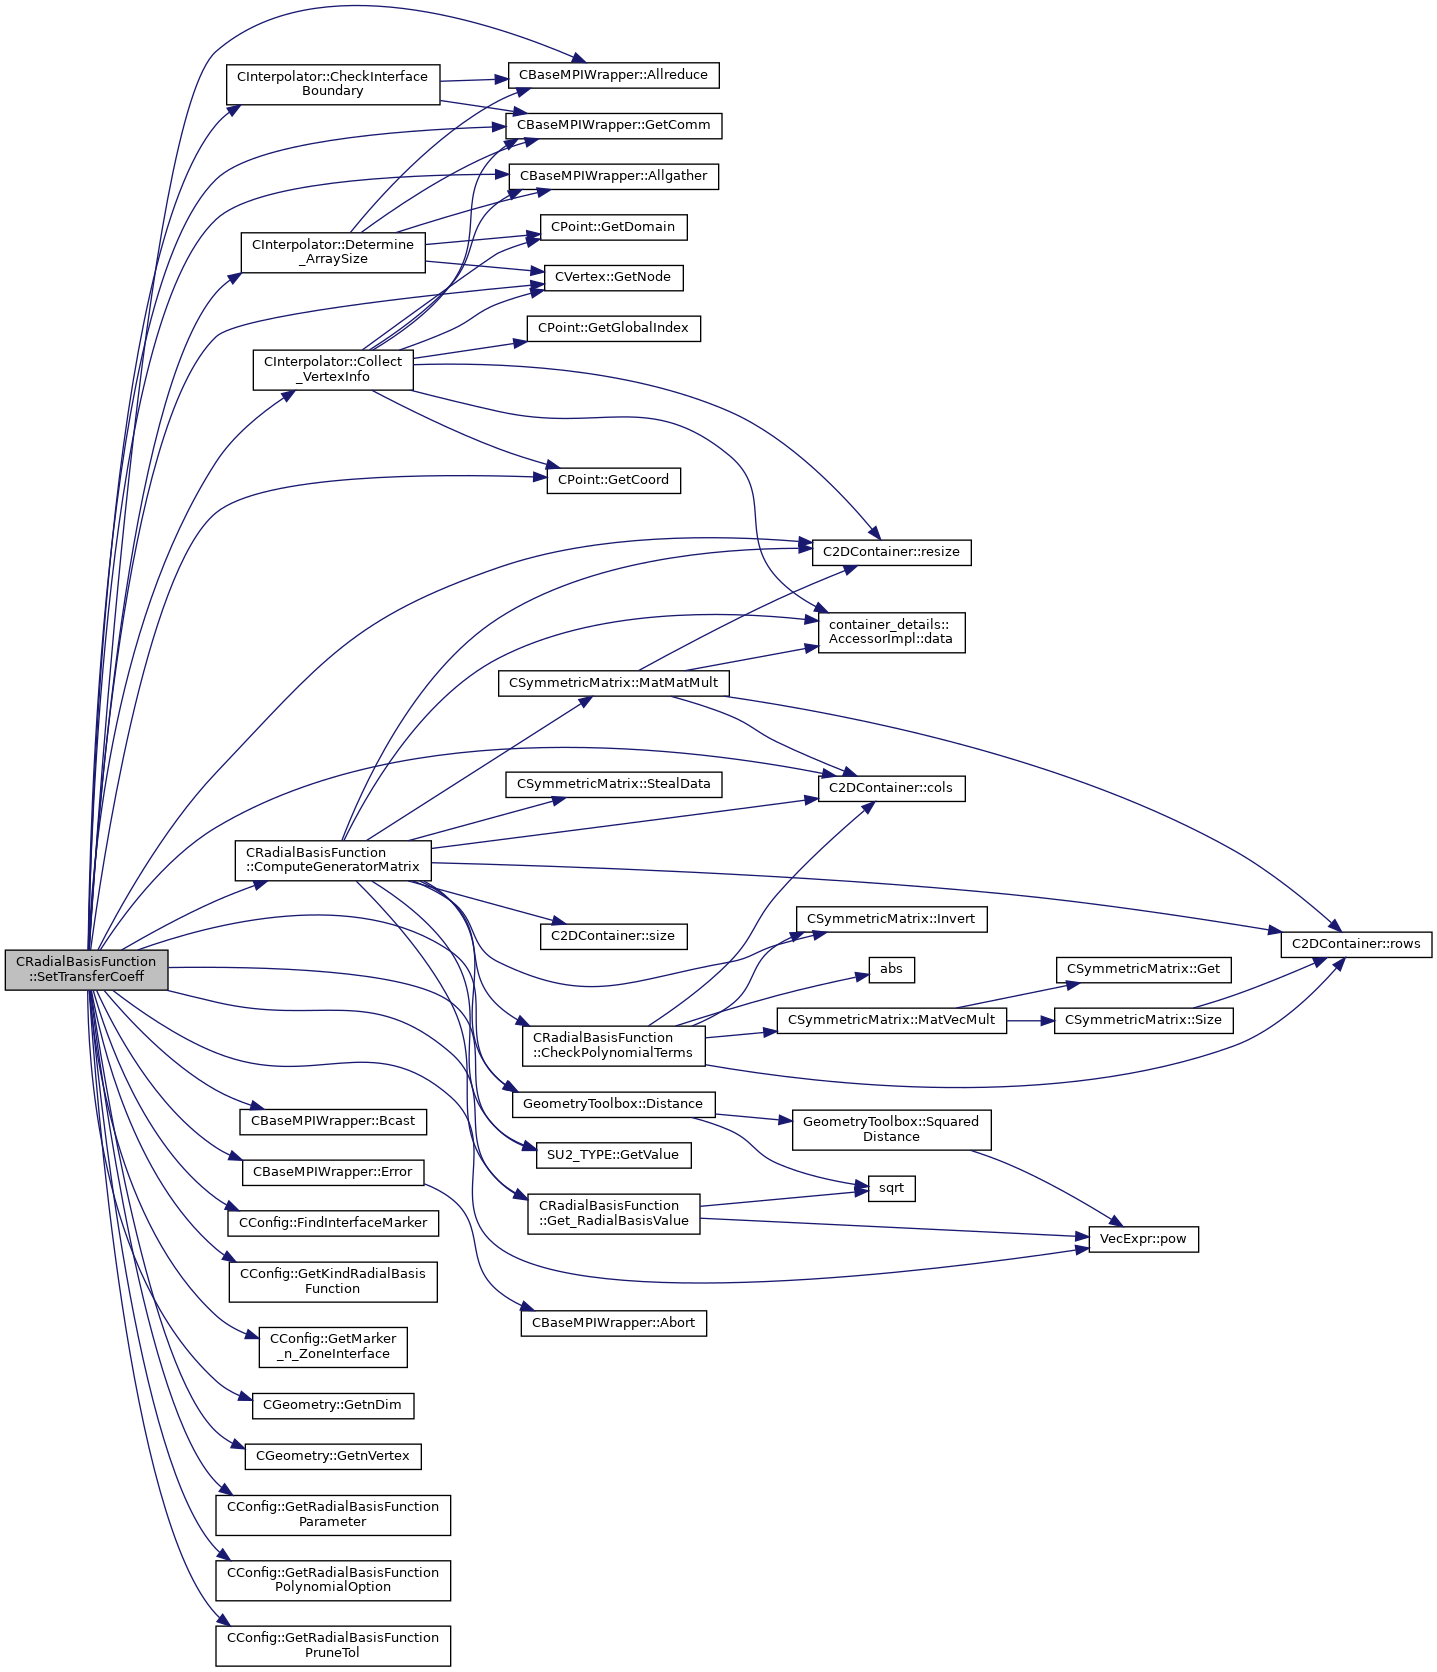 CRadialBasisFunction
::SetTransferCoeff
CInterpolator::CheckInterface
Boundary
CBaseMPIWrapper::Allreduce
CBaseMPIWrapper::GetComm
CBaseMPIWrapper::Allgather
CInterpolator::Determine
_ArraySize
CPoint::GetDomain
CVertex::GetNode
CPoint::GetGlobalIndex
CInterpolator::Collect
_VertexInfo
CPoint::GetCoord
C2DContainer::resize
container_details::
AccessorImpl::data
CSymmetricMatrix::MatMatMult
CSymmetricMatrix::StealData
C2DContainer::cols
CRadialBasisFunction
::ComputeGeneratorMatrix
C2DContainer::size
CSymmetricMatrix::Invert
C2DContainer::rows
abs
CSymmetricMatrix::Get
CSymmetricMatrix::MatVecMult
CSymmetricMatrix::Size
CRadialBasisFunction
::CheckPolynomialTerms
GeometryToolbox::Distance
GeometryToolbox::Squared
Distance
CBaseMPIWrapper::Bcast
SU2_TYPE::GetValue
CBaseMPIWrapper::Error
sqrt
CRadialBasisFunction
::Get_RadialBasisValue
CConfig::FindInterfaceMarker
VecExpr::pow
CConfig::GetKindRadialBasis
Function
CBaseMPIWrapper::Abort
CConfig::GetMarker
_n_ZoneInterface
CGeometry::GetnDim
CGeometry::GetnVertex
CConfig::GetRadialBasisFunction
Parameter
CConfig::GetRadialBasisFunction
PolynomialOption
CConfig::GetRadialBasisFunction
PruneTol